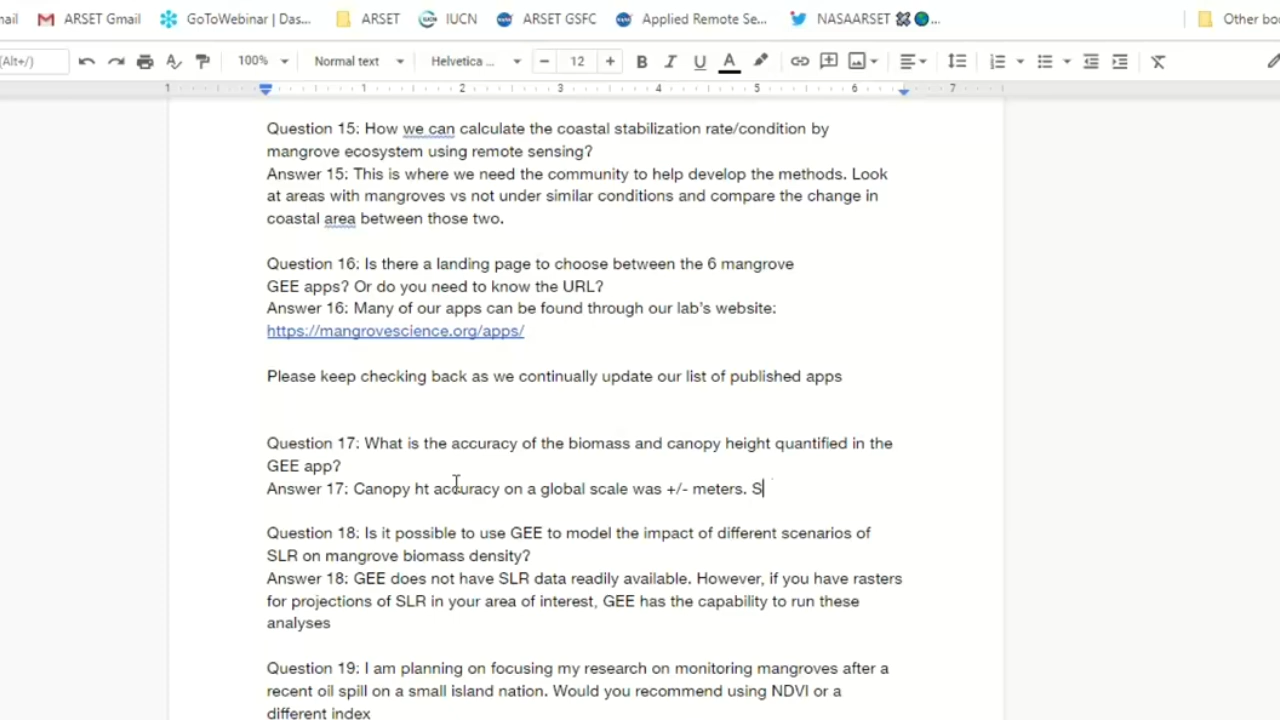 mail ARSET Gmail GoToWebinar | Das... ARSET IUCN ARSET GSFC Applied Remote Se... NASAARSET Other boo
(Alt+/) 100% Normal text Helvetica ... 12 B I U A
1 1 2 3 4 5 6 7
Question 15: How we can calculate the coastal stabilization rate/condition by
mangrove ecosystem using remote sensing?
Answer 15: This is where we need the community to help develop the methods. Look
at areas with mangroves vs not under similar conditions and compare the change in
coastal area between those two.
Question 16: Is there a landing page to choose between the 6 mangrove
GEE apps? Or do you need to know the URL?
Answer 16: Many of our apps can be found through our lab's website:
https://mangrovescience.org/apps/
Please keep checking back as we continually update our list of published apps
Question 17: What is the accuracy of the biomass and canopy height quantified in the
GEE app?
Answer 17: Canopy ht accuracy on a global scale was +/- meters. S
Question 18: Is it possible to use GEE to model the impact of different scenarios of
SLR on mangrove biomass density?
Answer 18: GEE does not have SLR data readily available. However, if you have rasters
for projections of SLR in your area of interest, GEE has the capability to run these
analyses
Question 19: I am planning on focusing my research on monitoring mangroves after a
recent oil spill on a small island nation. Would you recommend using NDVI or a
different index